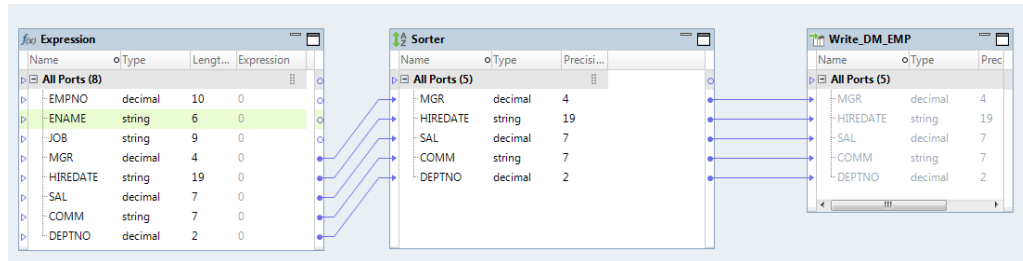 f(x) Expression
Name Type Lengt... Expression
All Ports (8)
EMPNO decimal 10 0
ENAME string 6 0
JOB string 9 0
MGR decimal 4 0
HIREDATE string 19 0
SAL decimal 7 0
COMM string 7 0
DEPTNO decimal 2 0
Sorter
Name Type Precisi...
All Ports (5)
MGR decimal 4
HIREDATE string 19
SAL decimal 7
COMM string 7
DEPTNO decimal 2
Write_DM_EMP
Name Type Prec
All Ports (5)
MGR decimal 4
HIREDATE string 19
SAL decimal 7
COMM string 7
DEPTNO decimal 2